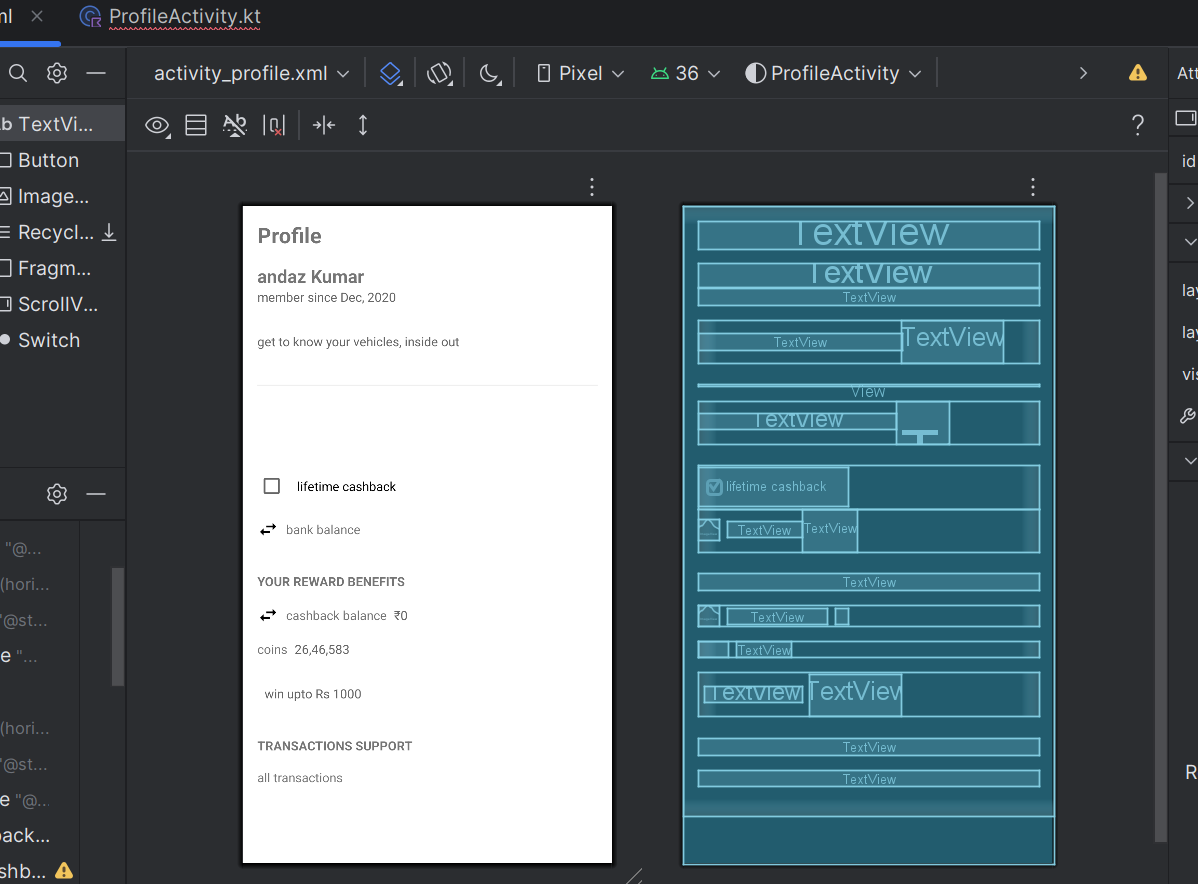 ml
ProfileActivity.kt
activity_profile.xml
Pixel
36
ProfileActivity
Att
Ab TextVi...
Button
Image...
Recycl...
Fragm...
ScrollV...
Switch
?
id
la
la
vis
R
"@...
(hori...
"@st...
e "...
(hori...
"@st...
e "@...
back...
shb...
Profile
andaz Kumar
member since Dec, 2020
get to know your vehicles, inside out
lifetime cashback
bank balance
YOUR REWARD BENEFITS
cashback balance ₹0
coins 26,46,583
win upto Rs 1000
TRANSACTIONS SUPPORT
all transactions
TextView
TextView
TextView
TextView TextView
View
TextView
lifetime cashback
TextView TextView
TextView
TextView
TextView
TextView TextView
TextView
TextView